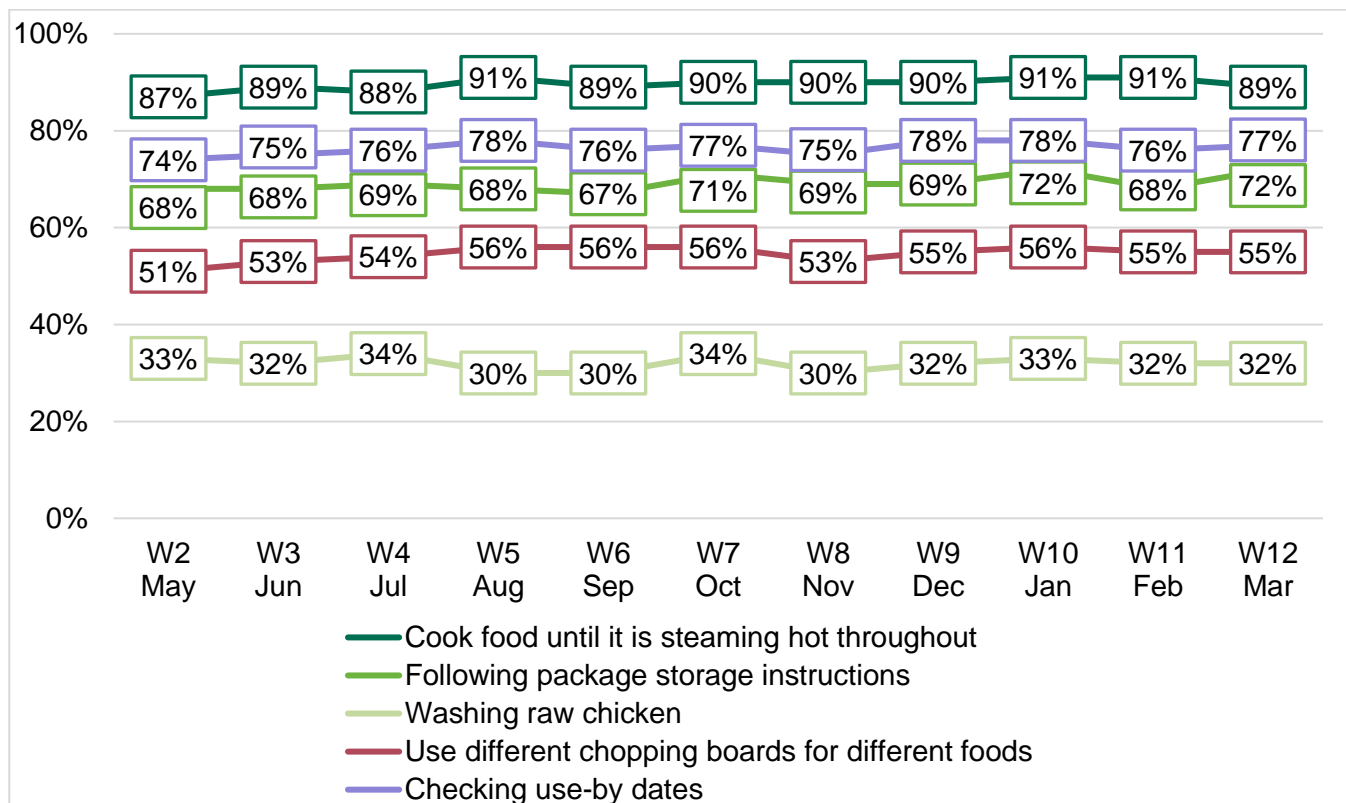 100%
87% 89% 88% 91% 89% 90% 90% 90% 91% 91% 89%
80%
74% 75% 76% 78% 76% 77% 75% 78% 78% 76% 77%
68% 68% 69% 68% 67% 71% 69% 69% 72% 68% 72%
60%
51% 53% 54% 56% 56% 56% 53% 55% 56% 55% 55%
40%
33% 32% 34% 30% 30% 34% 30% 32% 33% 32% 32%
20%
0%
W2 W3 W4 W5 W6 W7 W8 W9 W10 W11 W12
May Jun Jul Aug Sep Oct Nov Dec Jan Feb Mar
Cook food until it is steaming hot throughout
Following package storage instructions
Washing raw chicken
Use different chopping boards for different foods
Checking use-by dates